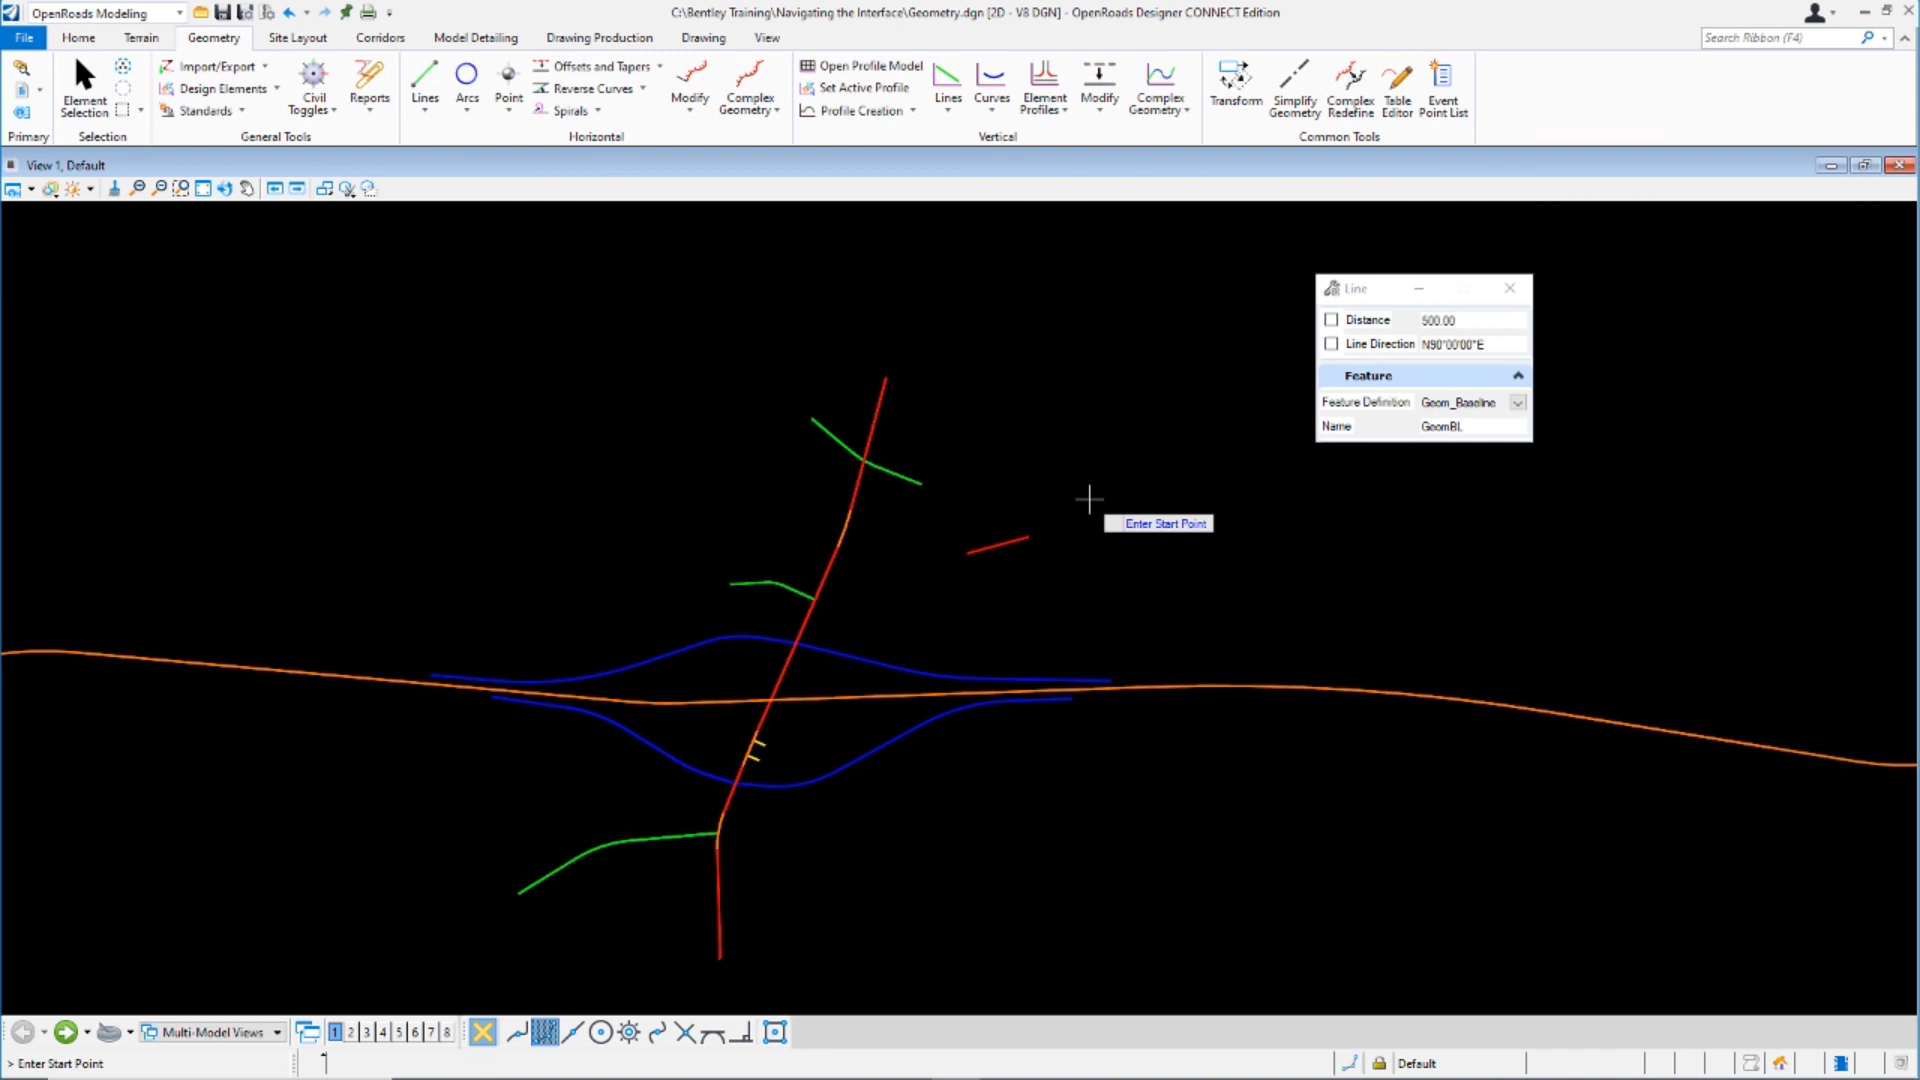 OpenRoads Modeling
C:\Bentley Training\Navigating the Interface\Geometry.dgn [2D - V8 DGN] - OpenRoads Designer CONNECT Edition
File Home Terrain Geometry Site Layout Corridors Model Detailing Drawing Production Drawing View
Search Ribbon (F4)
Element Selection
Import/Export
Design Elements
Standards
Civil Toggles
Reports
Lines
Arcs
Point
Offsets and Tapers
Reverse Curves
Spirals
Modify
Complex Geometry
Open Profile Model
Set Active Profile
Profile Creation
Lines
Curves
Element Profiles
Modify
Complex Geometry
Transform
Simplify Geometry
Complex Redefine
Table Editor
Event Point List
Primary Selection General Tools Horizontal Vertical Common Tools
View 1, Default
Line
Distance 500.00
Line Direction N90°00'00"E
Feature
Feature Definition Geom_Baseline
Name GeomBL
Enter Start Point
Multi-Model Views 1 2 3 4 5 6 7 8
> Enter Start Point
Default